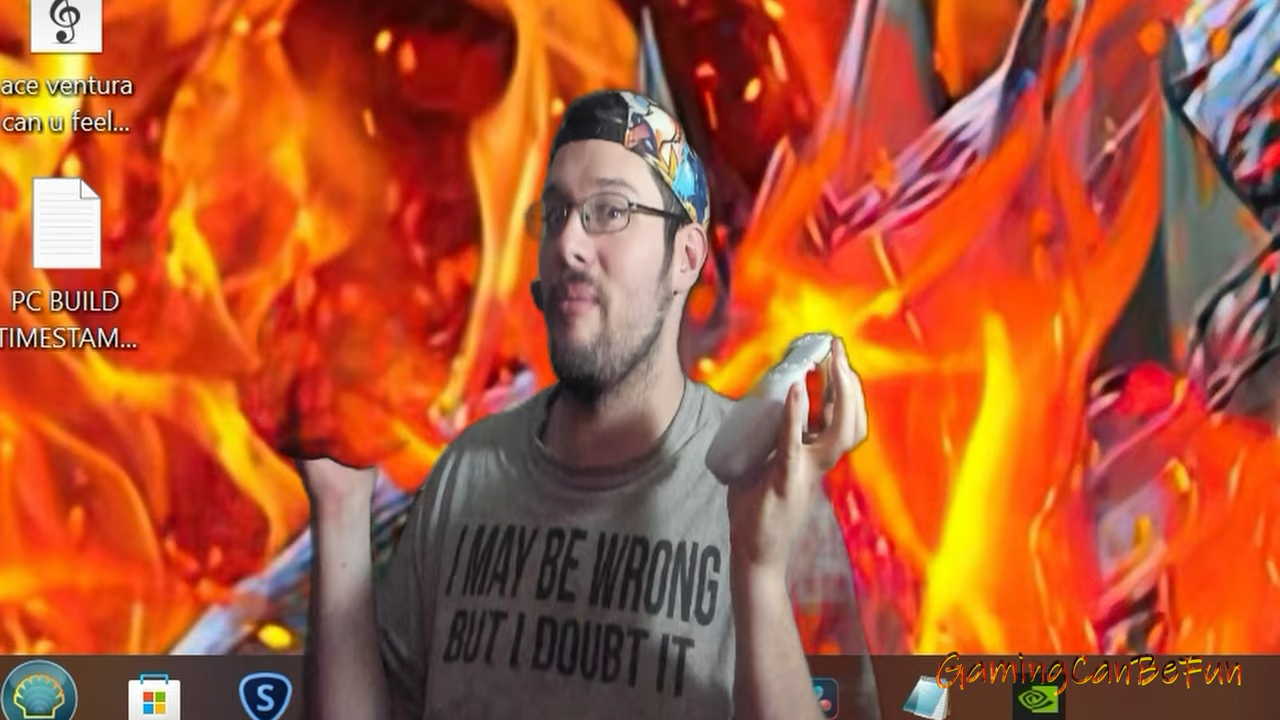 ace ventura
can u feel...
PC BUILD
TIMESTAM...
I MAY BE WRONG
BUT I DOUBT IT
S
GamingCanBeFun